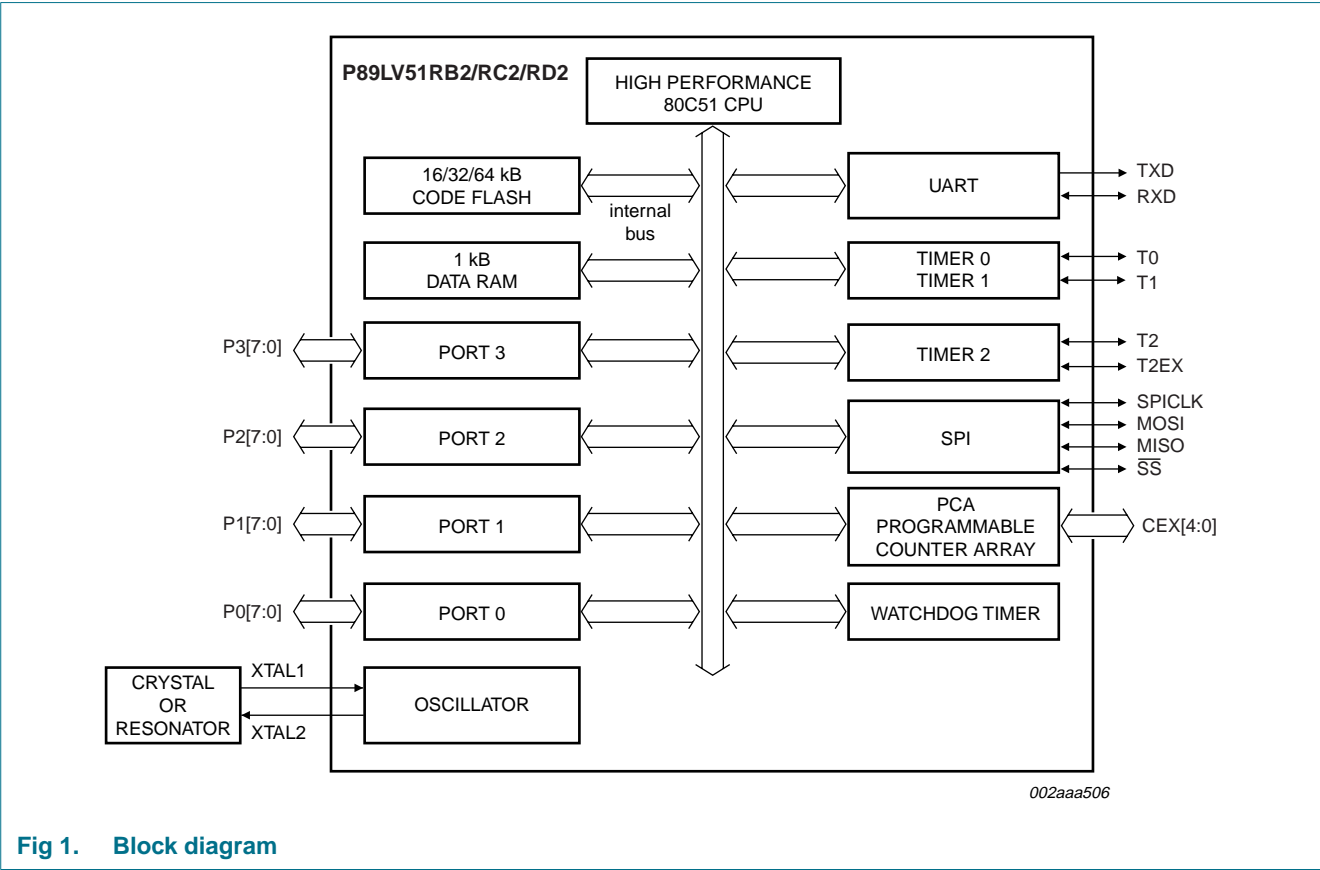 P89LV51RB2/RC2/RD2
HIGH PERFORMANCE
80C51 CPU
16/32/64 kB
CODE FLASH
internal
bus
UART
TXD
RXD
1 kB
DATA RAM
TIMER 0
TIMER 1
T0
T1
P3[7:0]
PORT 3
TIMER 2
T2
T2EX
P2[7:0]
PORT 2
SPI
SPICLK
MOSI
MISO
S̅S̅
P1[7:0]
PORT 1
PCA
PROGRAMMABLE
COUNTER ARRAY
CEX[4:0]
P0[7:0]
PORT 0
WATCHDOG TIMER
CRYSTAL
OR
RESONATOR
XTAL1
XTAL2
OSCILLATOR
002aaa506
Fig 1. Block diagram